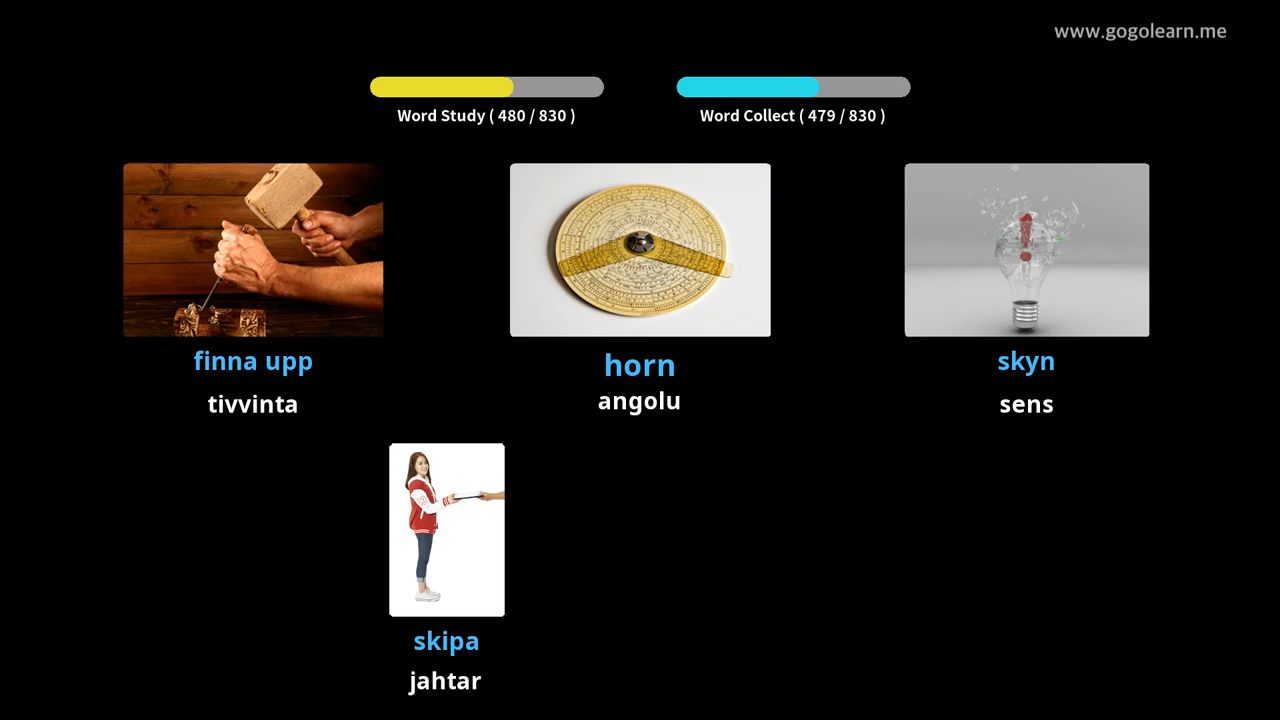 www.gogolearn.me
Word Study ( 480 / 830 )
Word Collect ( 479 / 830 )
finna upp
tivvinta
horn
angolu
skyn
sens
skipa
jahtar